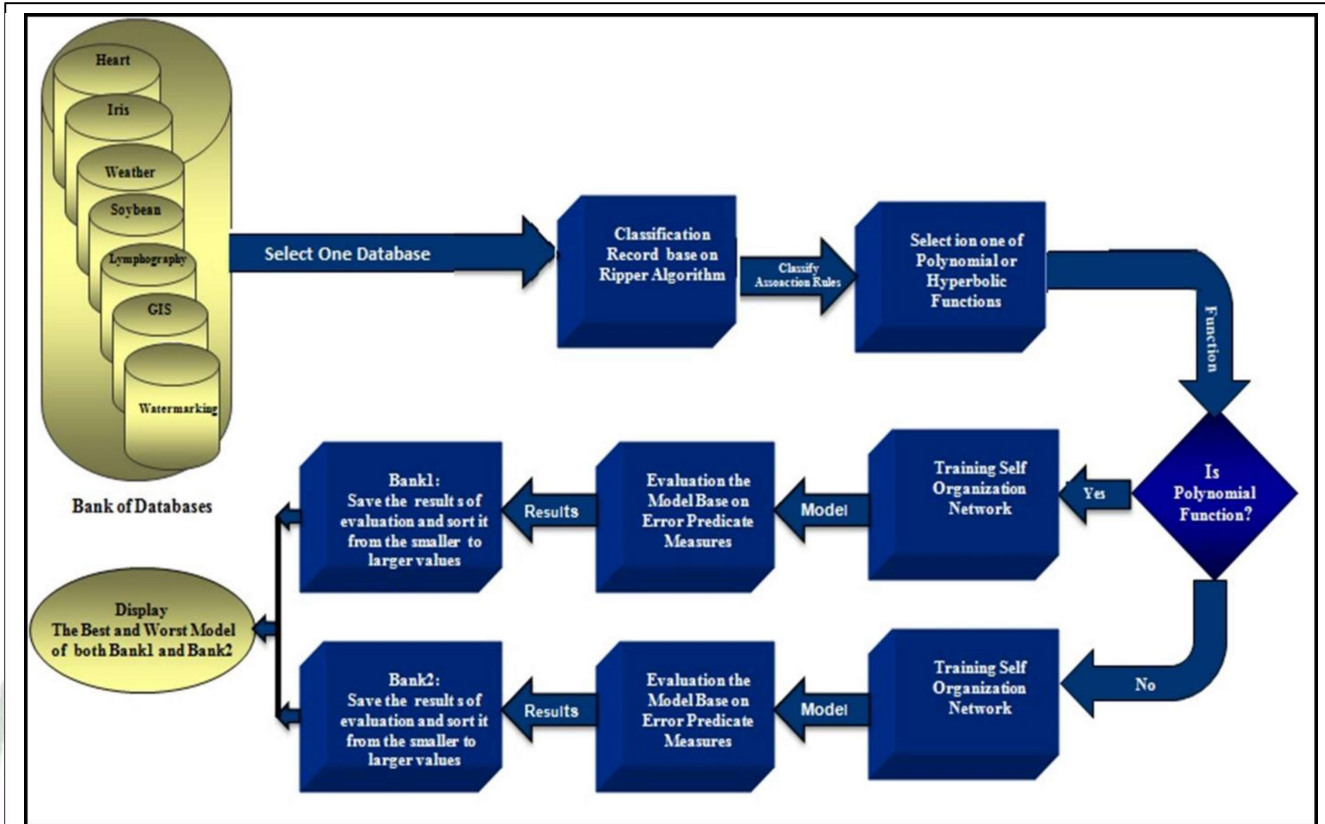 Heart
Iris
Weather
Soybean
Lymphography
GIS
Watermarking
Bank of Databases
Select One Database
Classification
Record base on
Ripper Algorithm
Classify
Assoaction Rules
Select ion one of
Polynomial or
Hyperbolic
Functions
Function
Is
Polynomial
Function?
Yes
Training Self
Organization
Network
Model
Evaluation the
Model Base on
Error Predicate
Measures
Results
Bank1:
Save the results of
evaluation and sort it
from the smaller to
larger values
No
Training Self
Organization
Network
Model
Evaluation the
Model Base on
Error Predicate
Measures
Results
Bank2:
Save the results of
evaluation and sort it
from the smaller to
larger values
Display
The Best and Worst Model
of both Bank1 and Bank2